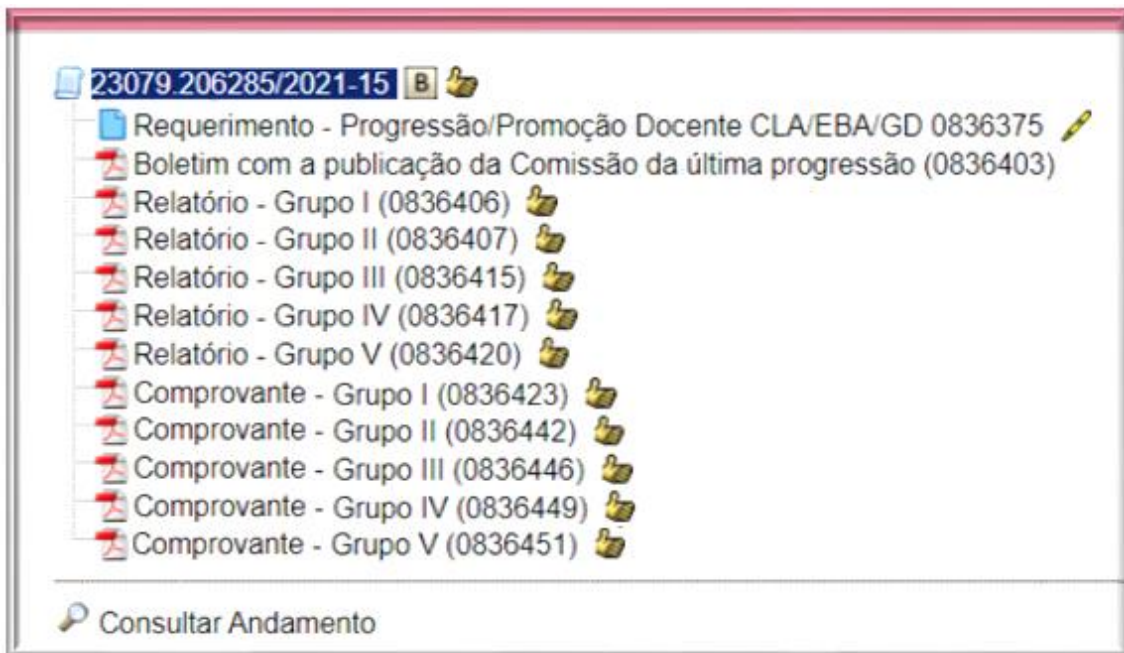 23079.206285/2021-15 B
Requerimento - Progressão/Promoção Docente CLA/EBA/GD 0836375
Boletim com a publicação da Comissão da última progressão (0836403)
Relatório - Grupo I (0836406)
Relatório - Grupo II (0836407)
Relatório - Grupo III (0836415)
Relatório - Grupo IV (0836417)
Relatório - Grupo V (0836420)
Comprovante - Grupo I (0836423)
Comprovante - Grupo II (0836442)
Comprovante - Grupo III (0836446)
Comprovante - Grupo IV (0836449)
Comprovante - Grupo V (0836451)
Consultar Andamento